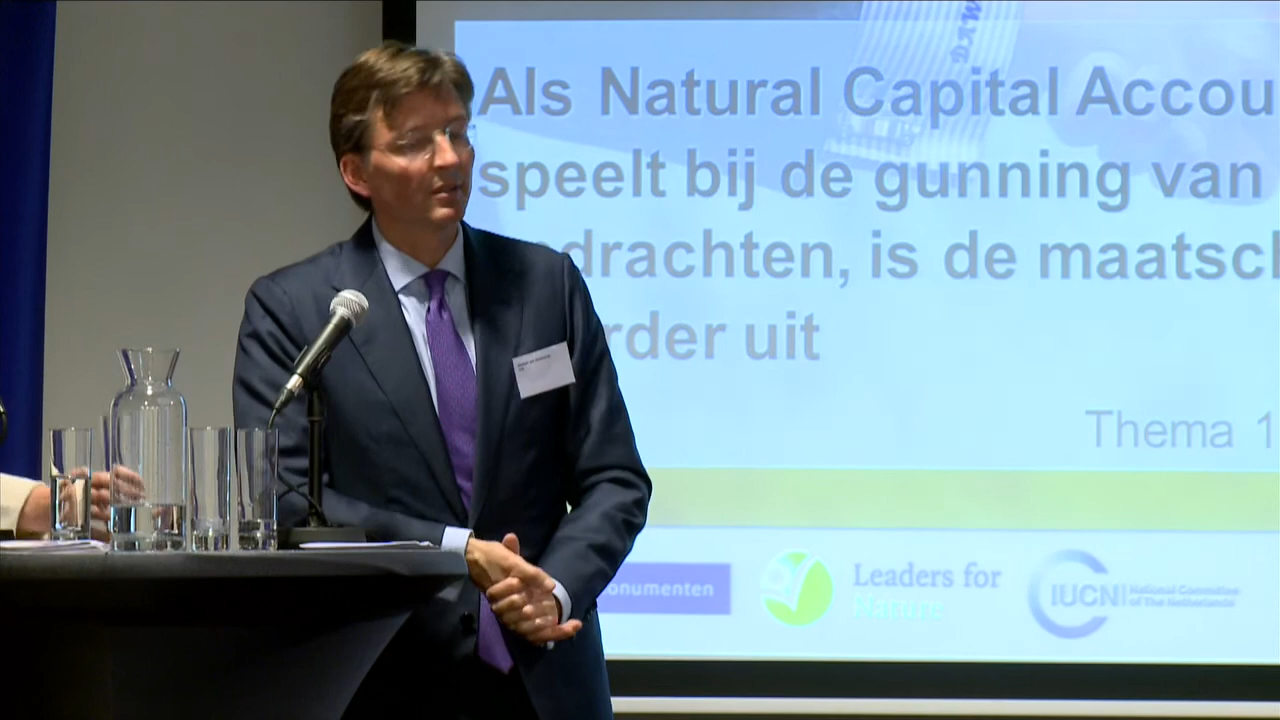 DAW
Als Natural Capital Accou
speelt bij de gunning van
drachten, is de maatsch
rder uit
Thema 1
onumenten
Leaders for
Nature
IUCN
National Committee
of The Netherlands